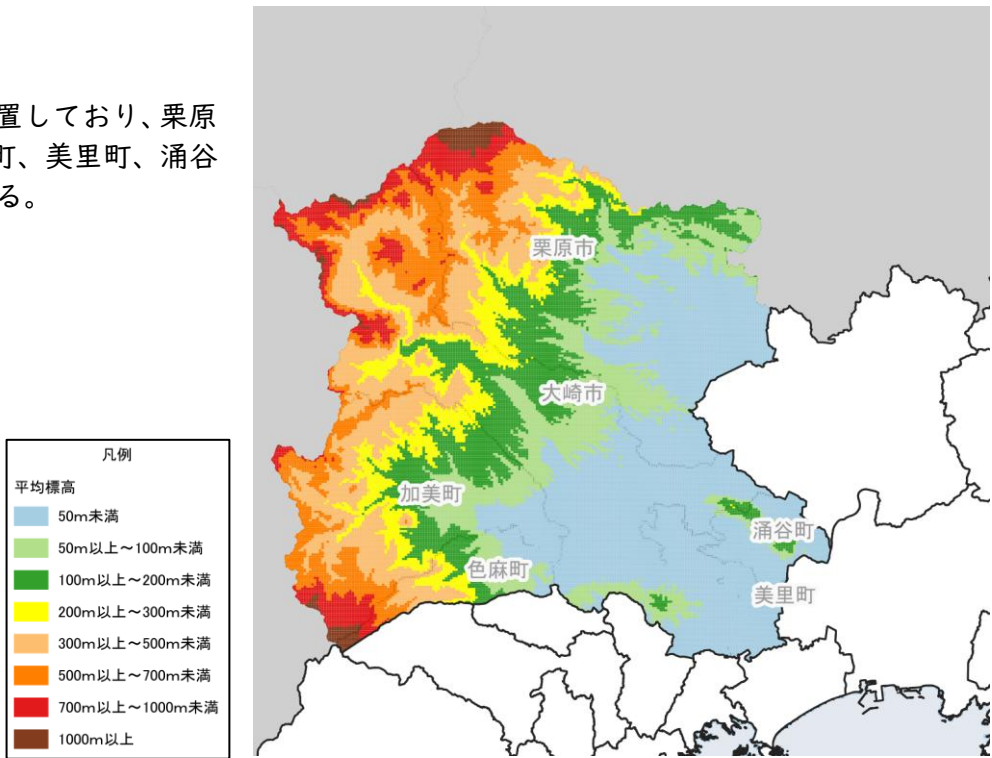 置しており、栗原
町、美里町、涌谷
る。
栗原市
大崎市
加美町
涌谷町
色麻町
美里町
凡例
平均標高
50m未満
50m以上~100m未満
100m以上~200m未満
200m以上~300m未満
300m以上~500m未満
500m以上~700m未満
700m以上~1000m未満
1000m以上